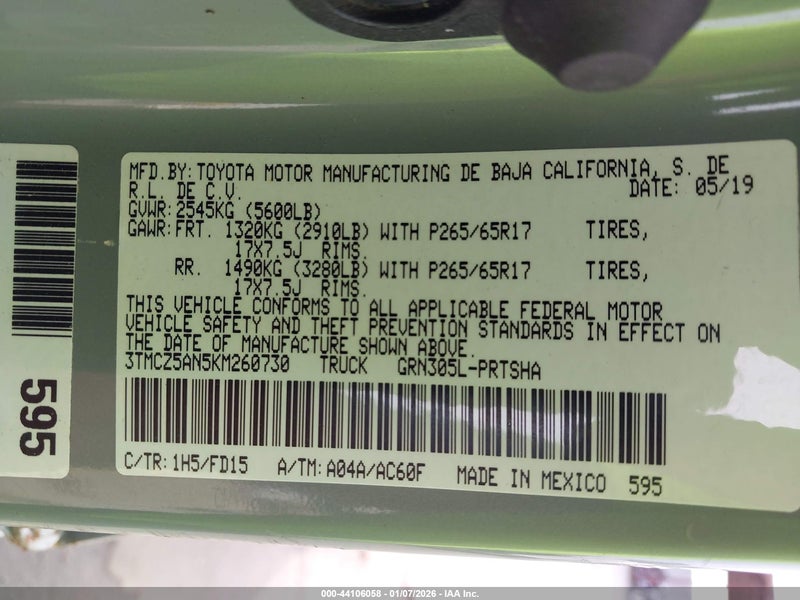 MFD.BY: TOYOTA MOTOR MANUFACTURING DE BAJA CALIFORNIA, S. DE
R.L. DE C.V. DATE: 05/19
GVWR: 2545KG (5600LB)
GAWR: FRT. 1320KG (2910LB) WITH P265/65R17 TIRES,
17X7.5J RIMS.
RR. 1490KG (3280LB) WITH P265/65R17 TIRES,
17X7.5J RIMS.
THIS VEHICLE CONFORMS TO ALL APPLICABLE FEDERAL MOTOR
VEHICLE SAFETY AND THEFT PREVENTION STANDARDS IN EFFECT ON
THE DATE OF MANUFACTURE SHOWN ABOVE.
3TMCZ5AN5KM260730 TRUCK GRN305L-PRTSHA
C/TR: 1H5/FD15 A/TM: A04A/AC60F MADE IN MEXICO 595
595
000-44106058 - 01/07/2026 - IAA Inc.